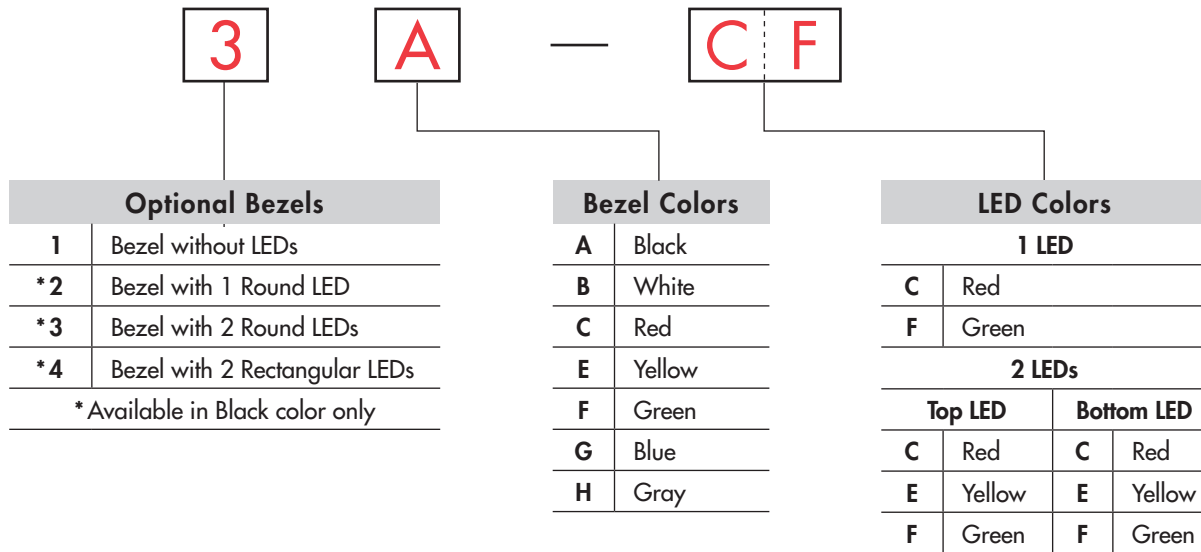 3 A — C F
Optional Bezels
1 Bezel without LEDs
*2 Bezel with 1 Round LED
*3 Bezel with 2 Round LEDs
*4 Bezel with 2 Rectangular LEDs
*Available in Black color only
Bezel Colors
A Black
B White
C Red
E Yellow
F Green
G Blue
H Gray
LED Colors
1 LED
C Red
F Green
2 LEDs
Top LED Bottom LED
C Red C Red
E Yellow E Yellow
F Green F Green